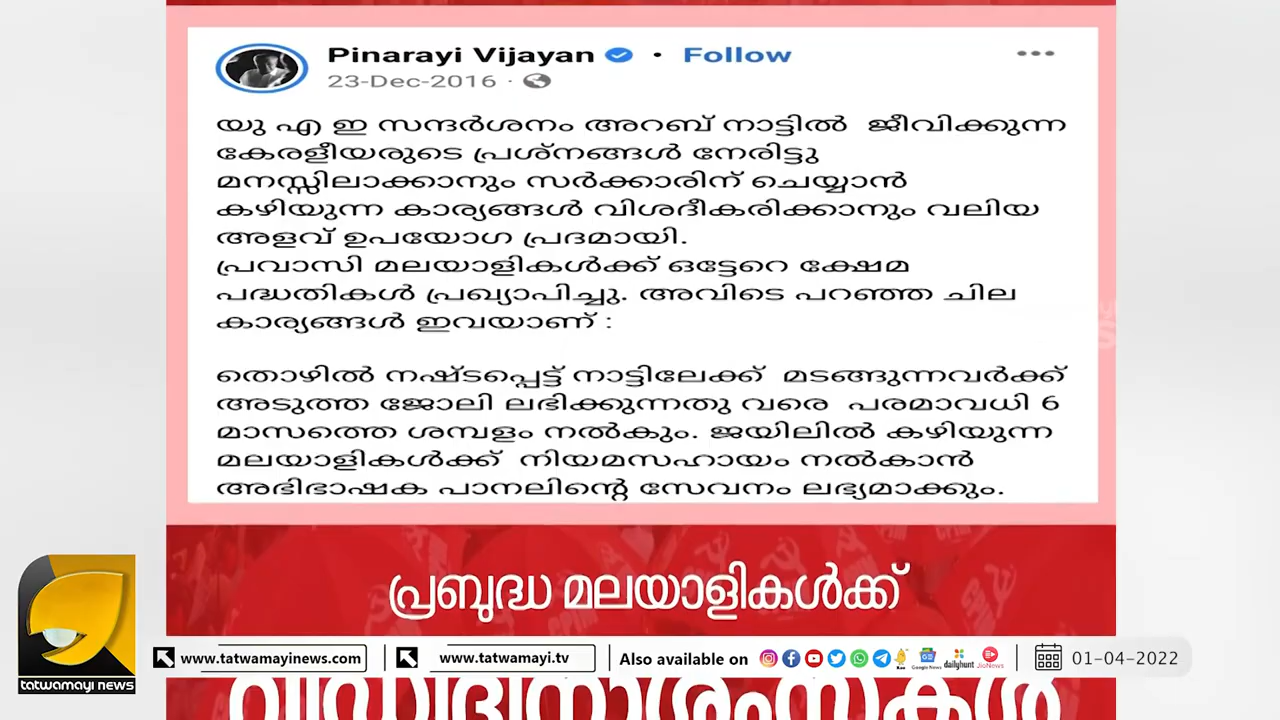 Pinarayi Vijayan • Follow
23-Dec-2016
യു എ ഇ സന്ദർശനം അറബ് നാട്ടിൽ ജീവിക്കുന്ന
കേരളീയരുടെ പ്രശ്നങ്ങൾ നേരിട്ടു
മനസ്സിലാക്കാനും സർക്കാരിന് ചെയ്യാൻ
കഴിയുന്ന കാര്യങ്ങൾ വിശദീകരിക്കാനും വലിയ
അളവ് ഉപയോഗ പ്രദമായി.
പ്രവാസി മലയാളികൾക്ക് ഒട്ടേറെ ക്ഷേമ
പദ്ധതികൾ പ്രഖ്യാപിച്ചു. അവിടെ പറഞ്ഞ ചില
കാര്യങ്ങൾ ഇവയാണ് :
തൊഴിൽ നഷ്ടപ്പെട്ട് നാട്ടിലേക്ക് മടങ്ങുന്നവർക്ക്
അടുത്ത ജോലി ലഭിക്കുന്നതു വരെ പരമാവധി 6
മാസത്തെ ശമ്പളം നൽകും. ജയിലിൽ കഴിയുന്ന
മലയാളികൾക്ക് നിയമസഹായം നൽകാൻ
അഭിഭാഷക പാനലിന്റെ സേവനം ലഭ്യമാക്കും.
പ്രബുദ്ധ മലയാളികൾക്ക്
tatwamayi news
www.tatwamayinews.com
www.tatwamayi.tv
Also available on
Koo
Google News
dailyhunt
JioNews
01-04-2022